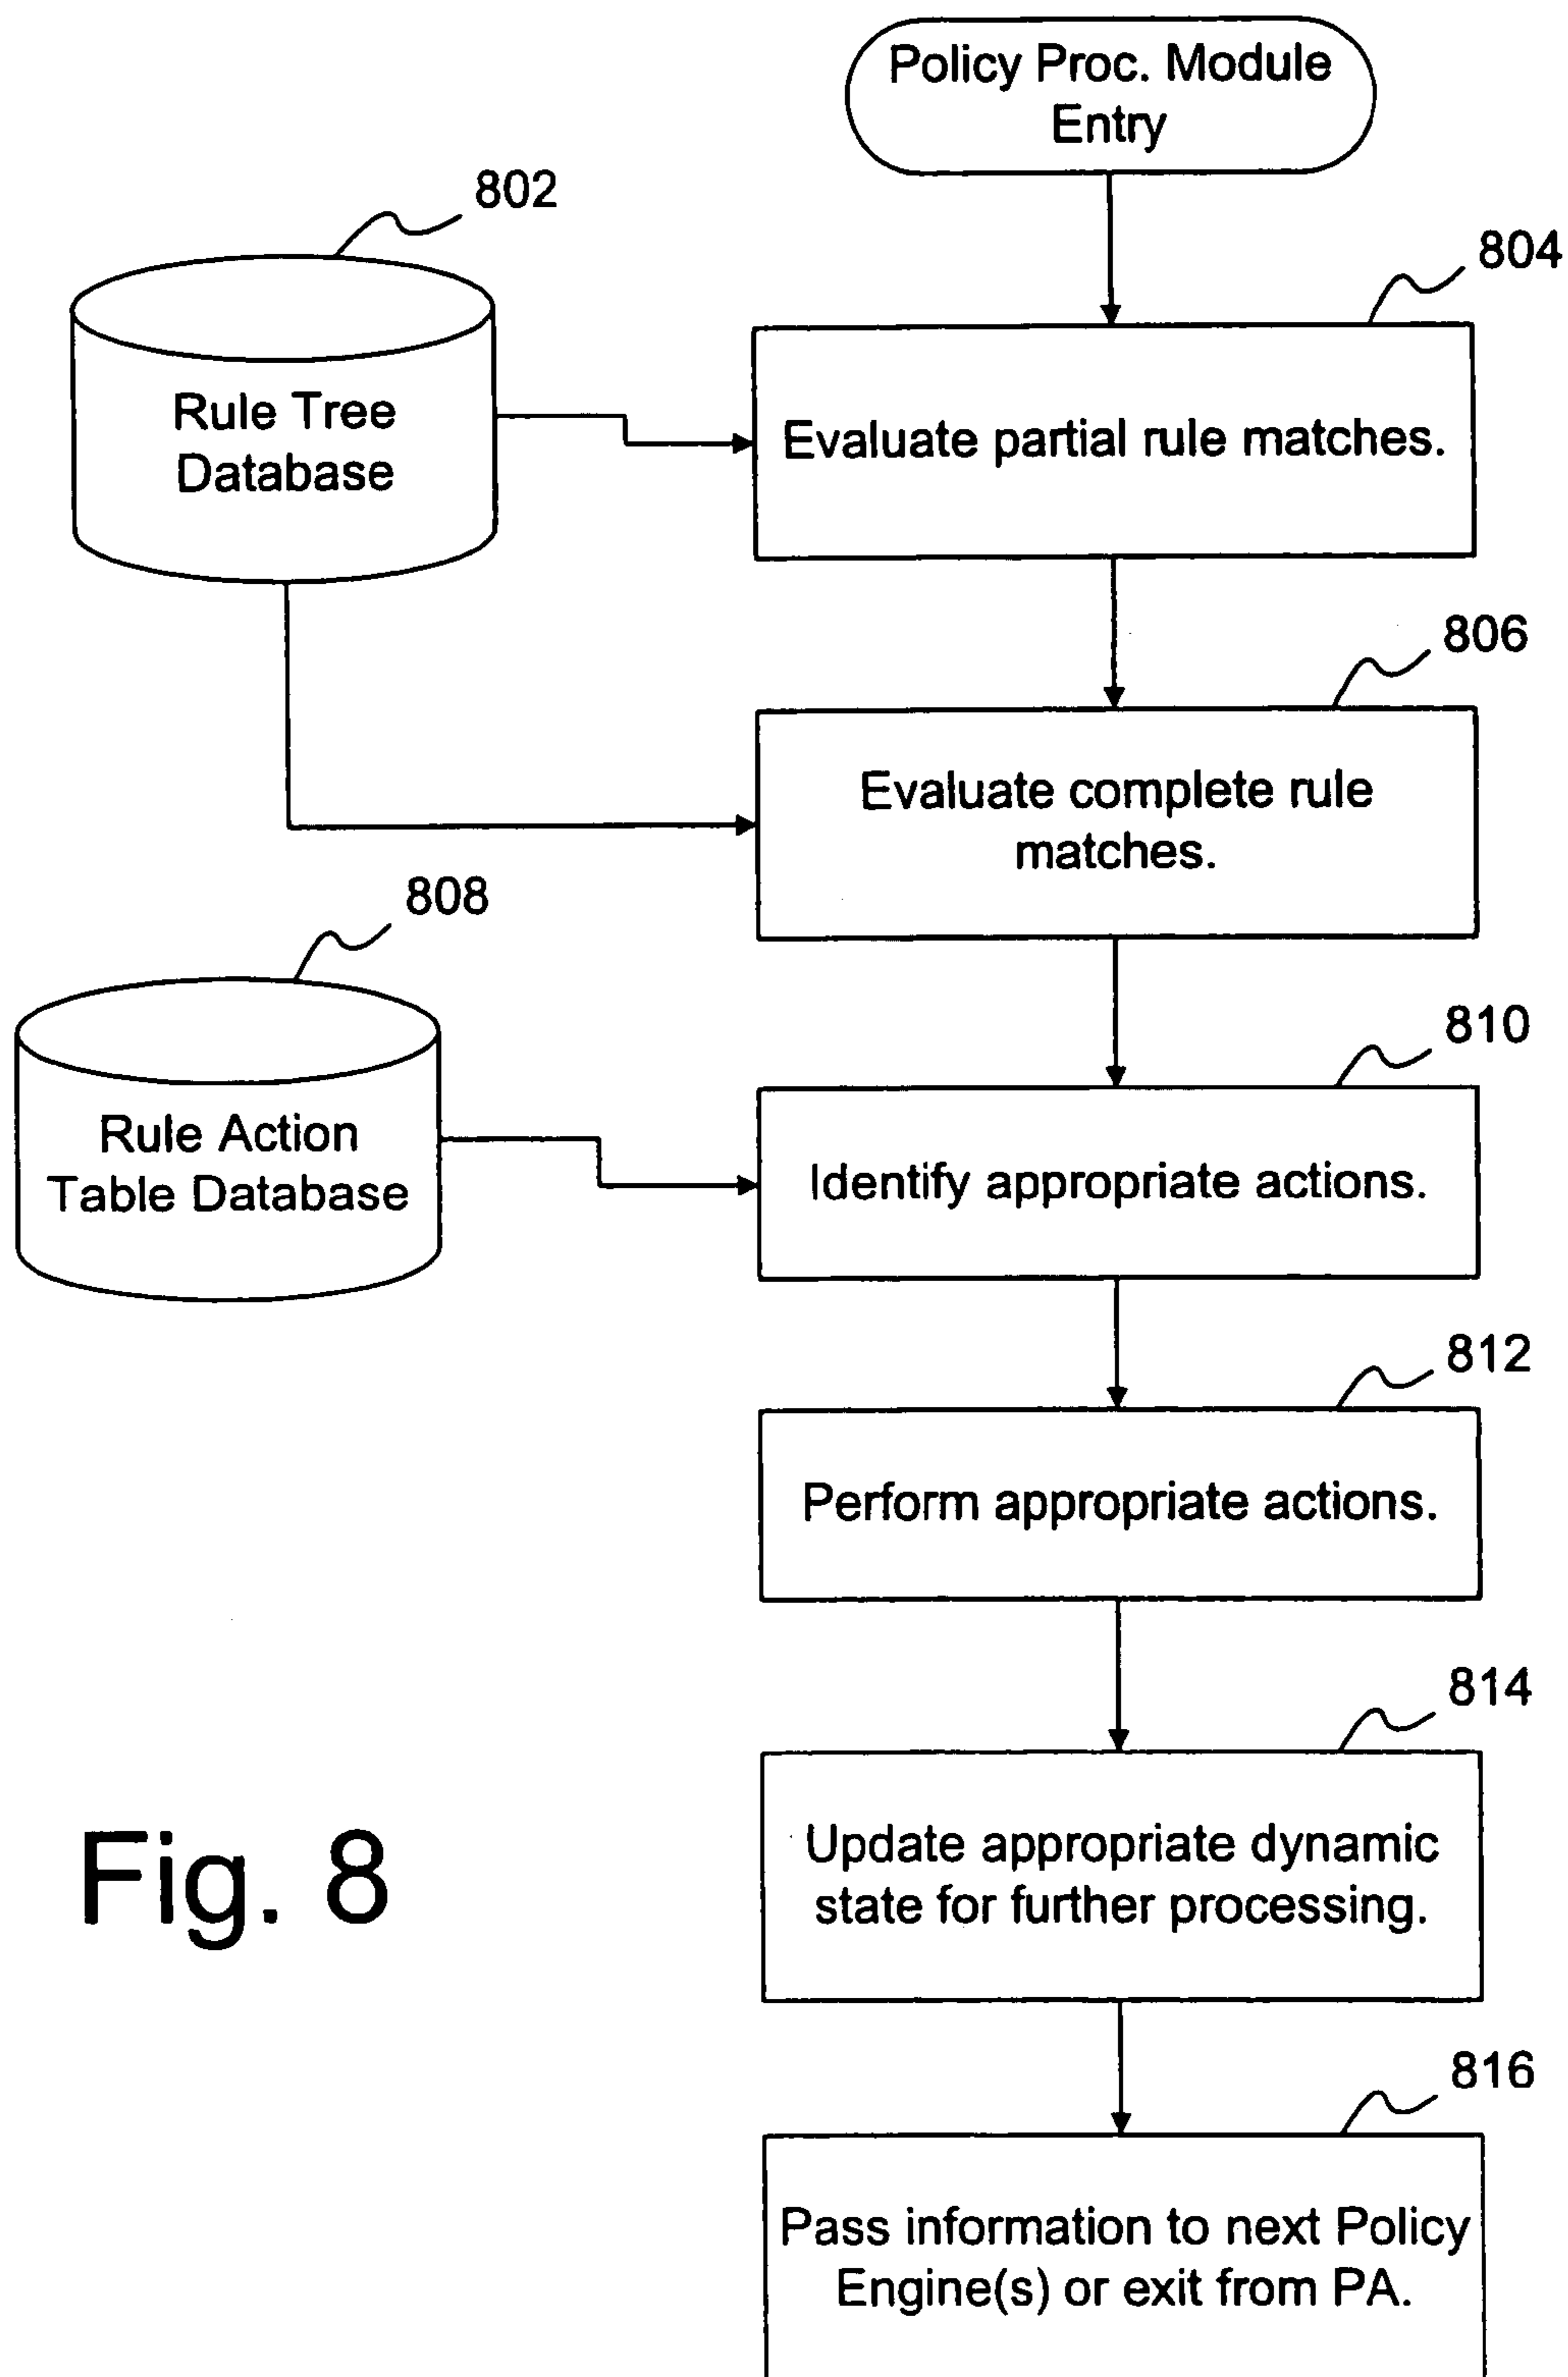 Policy Proc. Module
Entry
802
804
Rule Tree
Database
Evaluate partial rule matches.
806
Evaluate complete rule
matches.
808
810
Rule Action
Table Database
Identify appropriate actions.
812
Perform appropriate actions.
814
Update appropriate dynamic
state for further processing.
Fig. 8
816
Pass information to next Policy
Engine(s) or exit from PA.